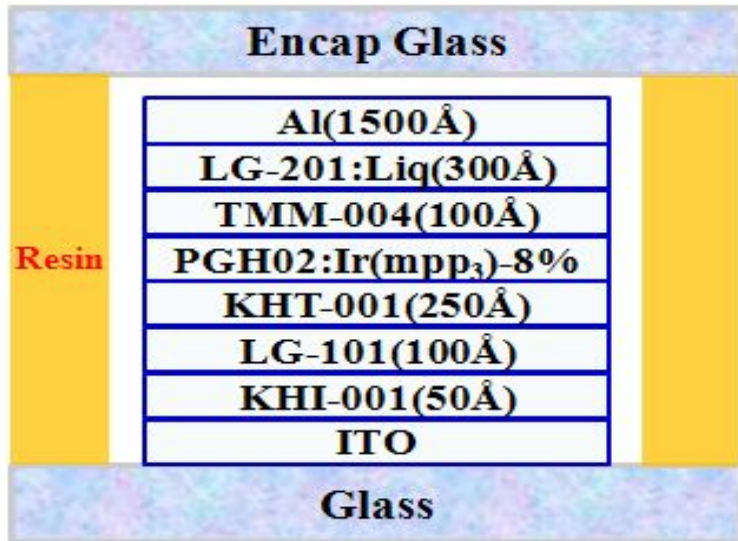 Encap Glass
Al(1500Å)
LG-201:Liq(300Å)
TMM-004(100Å)
Resin
PGH02:Ir(mpp₃)-8%
KHT-001(250Å)
LG-101(100Å)
KHI-001(50Å)
ITO
Glass